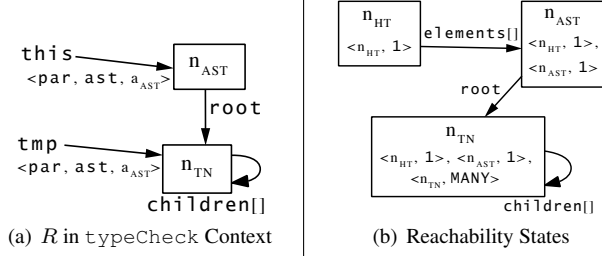 this
<par, ast, a_AST>
n_AST
root
tmp
<par, ast, a_AST>
n_TN
children[]
(a) R in typeCheck Context
n_HT
<n_HT, 1>
elements[]
n_AST
<n_HT, 1>,
<n_AST, 1>
root
n_TN
<n_HT, 1>, <n_AST, 1>,
<n_TN, MANY>
children[]
(b) Reachability States